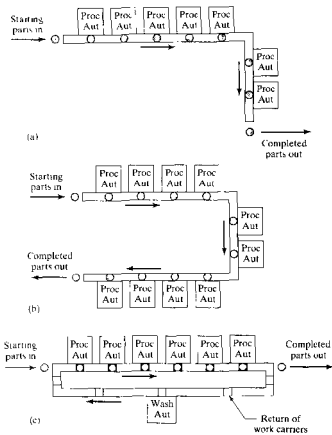 Starting
parts in
Proc Proc Proc Proc Proc
Aut Aut Aut Aut Aut
Proc
Aut
Proc
Aut
(a)
Completed
parts out
Starting
parts in
Proc Proc Proc Proc
Aut Aut Aut Aut
Proc
Aut
Completed
parts out
Proc
Aut
Proc Proc Proc Proc
Aut Aut Aut Aut
(b)
Starting
parts in
Proc Proc Proc Proc Proc Proc
Aut Aut Aut Aut Aut Aut
Completed
parts out
Wash
Aut
(c)
Return of
work carriers